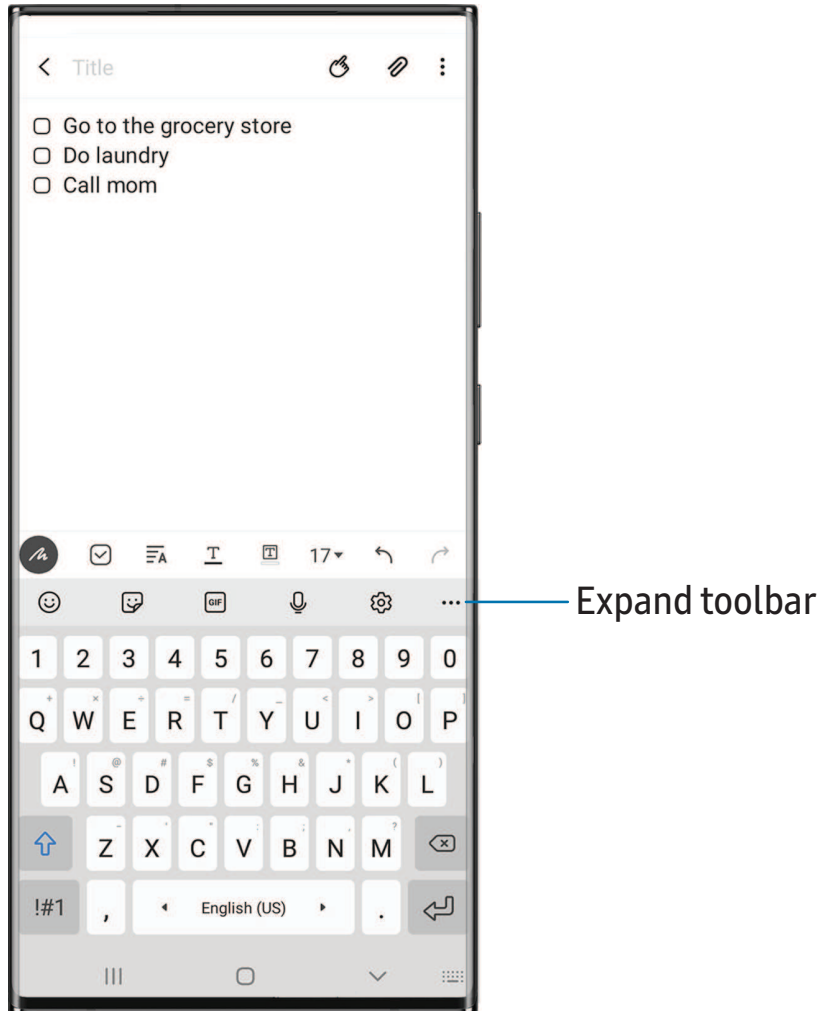 Title
Go to the grocery store
Do laundry
Call mom
A T T 17
GIF
Expand toolbar
1 2 3 4 5 6 7 8 9 0
+ × ÷ = / _ < > [ ]
Q W E R T Y U I O P
! @ # $ % & * ( )
A S D F G H J K L
- ' " : ; , ?
Z X C V B N M
!#1 , English (US) .